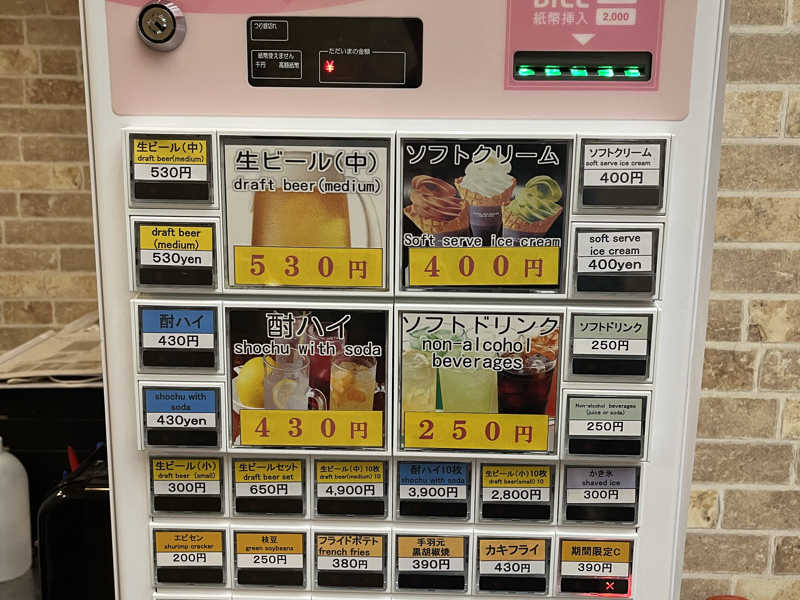 つり銭切れ
紙幣使えません
千円 高額紙幣
ただいまの金額
¥
BILL
紙幣挿入
2,000
生ビール(中)
draft beer(medium)
530円
生ビール(中)
draft beer(medium)
530円
ソフトクリーム
Soft serve ice cream
400円
ソフトクリーム
soft serve ice cream
400円
draft beer
(medium)
530yen
soft serve
ice cream
400yen
酎ハイ
430円
酎ハイ
shochu with soda
430円
ソフトドリンク
non-alcohol
beverages
250円
ソフトドリンク
250円
shochu with
soda
430yen
Non-alcohol beverages
(juice or soda)
250円
生ビール(小)
draft beer (small)
300円
生ビールセット
draft beer set
650円
生ビール(中)10枚
draft beer(medium) 10
4,900円
酎ハイ10枚
shochu with soda
3,900円
生ビール(小)10枚
draft beer(small) 10
2,800円
かき氷
shaved ice
300円
エビセン
shurimp cracker
200円
枝豆
green soybeans
250円
フライドポテト
french fries
380円
手羽元
黒胡椒焼
390円
カキフライ
430円
期間限定C
390円